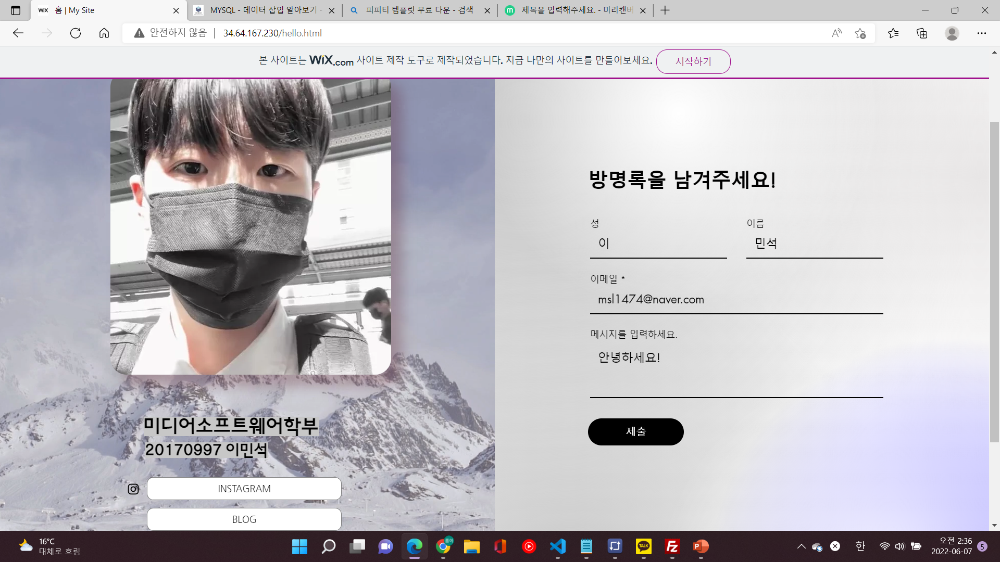 WIX 홈 | My Site
MYSQL - 데이터 삽입 알아보기 -
피피티 템플릿 무료 다운 - 검색
m 제목을 입력해주세요. - 미리캔버
안전하지 않음 | 34.64.167.230/hello.html
본 사이트는 WiX.com 사이트 제작 도구로 제작되었습니다. 지금 나만의 사이트를 만들어보세요. 시작하기
방명록을 남겨주세요!
성 이름
이 민석
이메일 *
msl1474@naver.com
메시지를 입력하세요.
안녕하세요!
제출
미디어소프트웨어학부
20170997 이민석
INSTAGRAM
BLOG
16°C
대체로 흐림
TALK
Fz
P
한
오전 2:36
2022-06-07
5